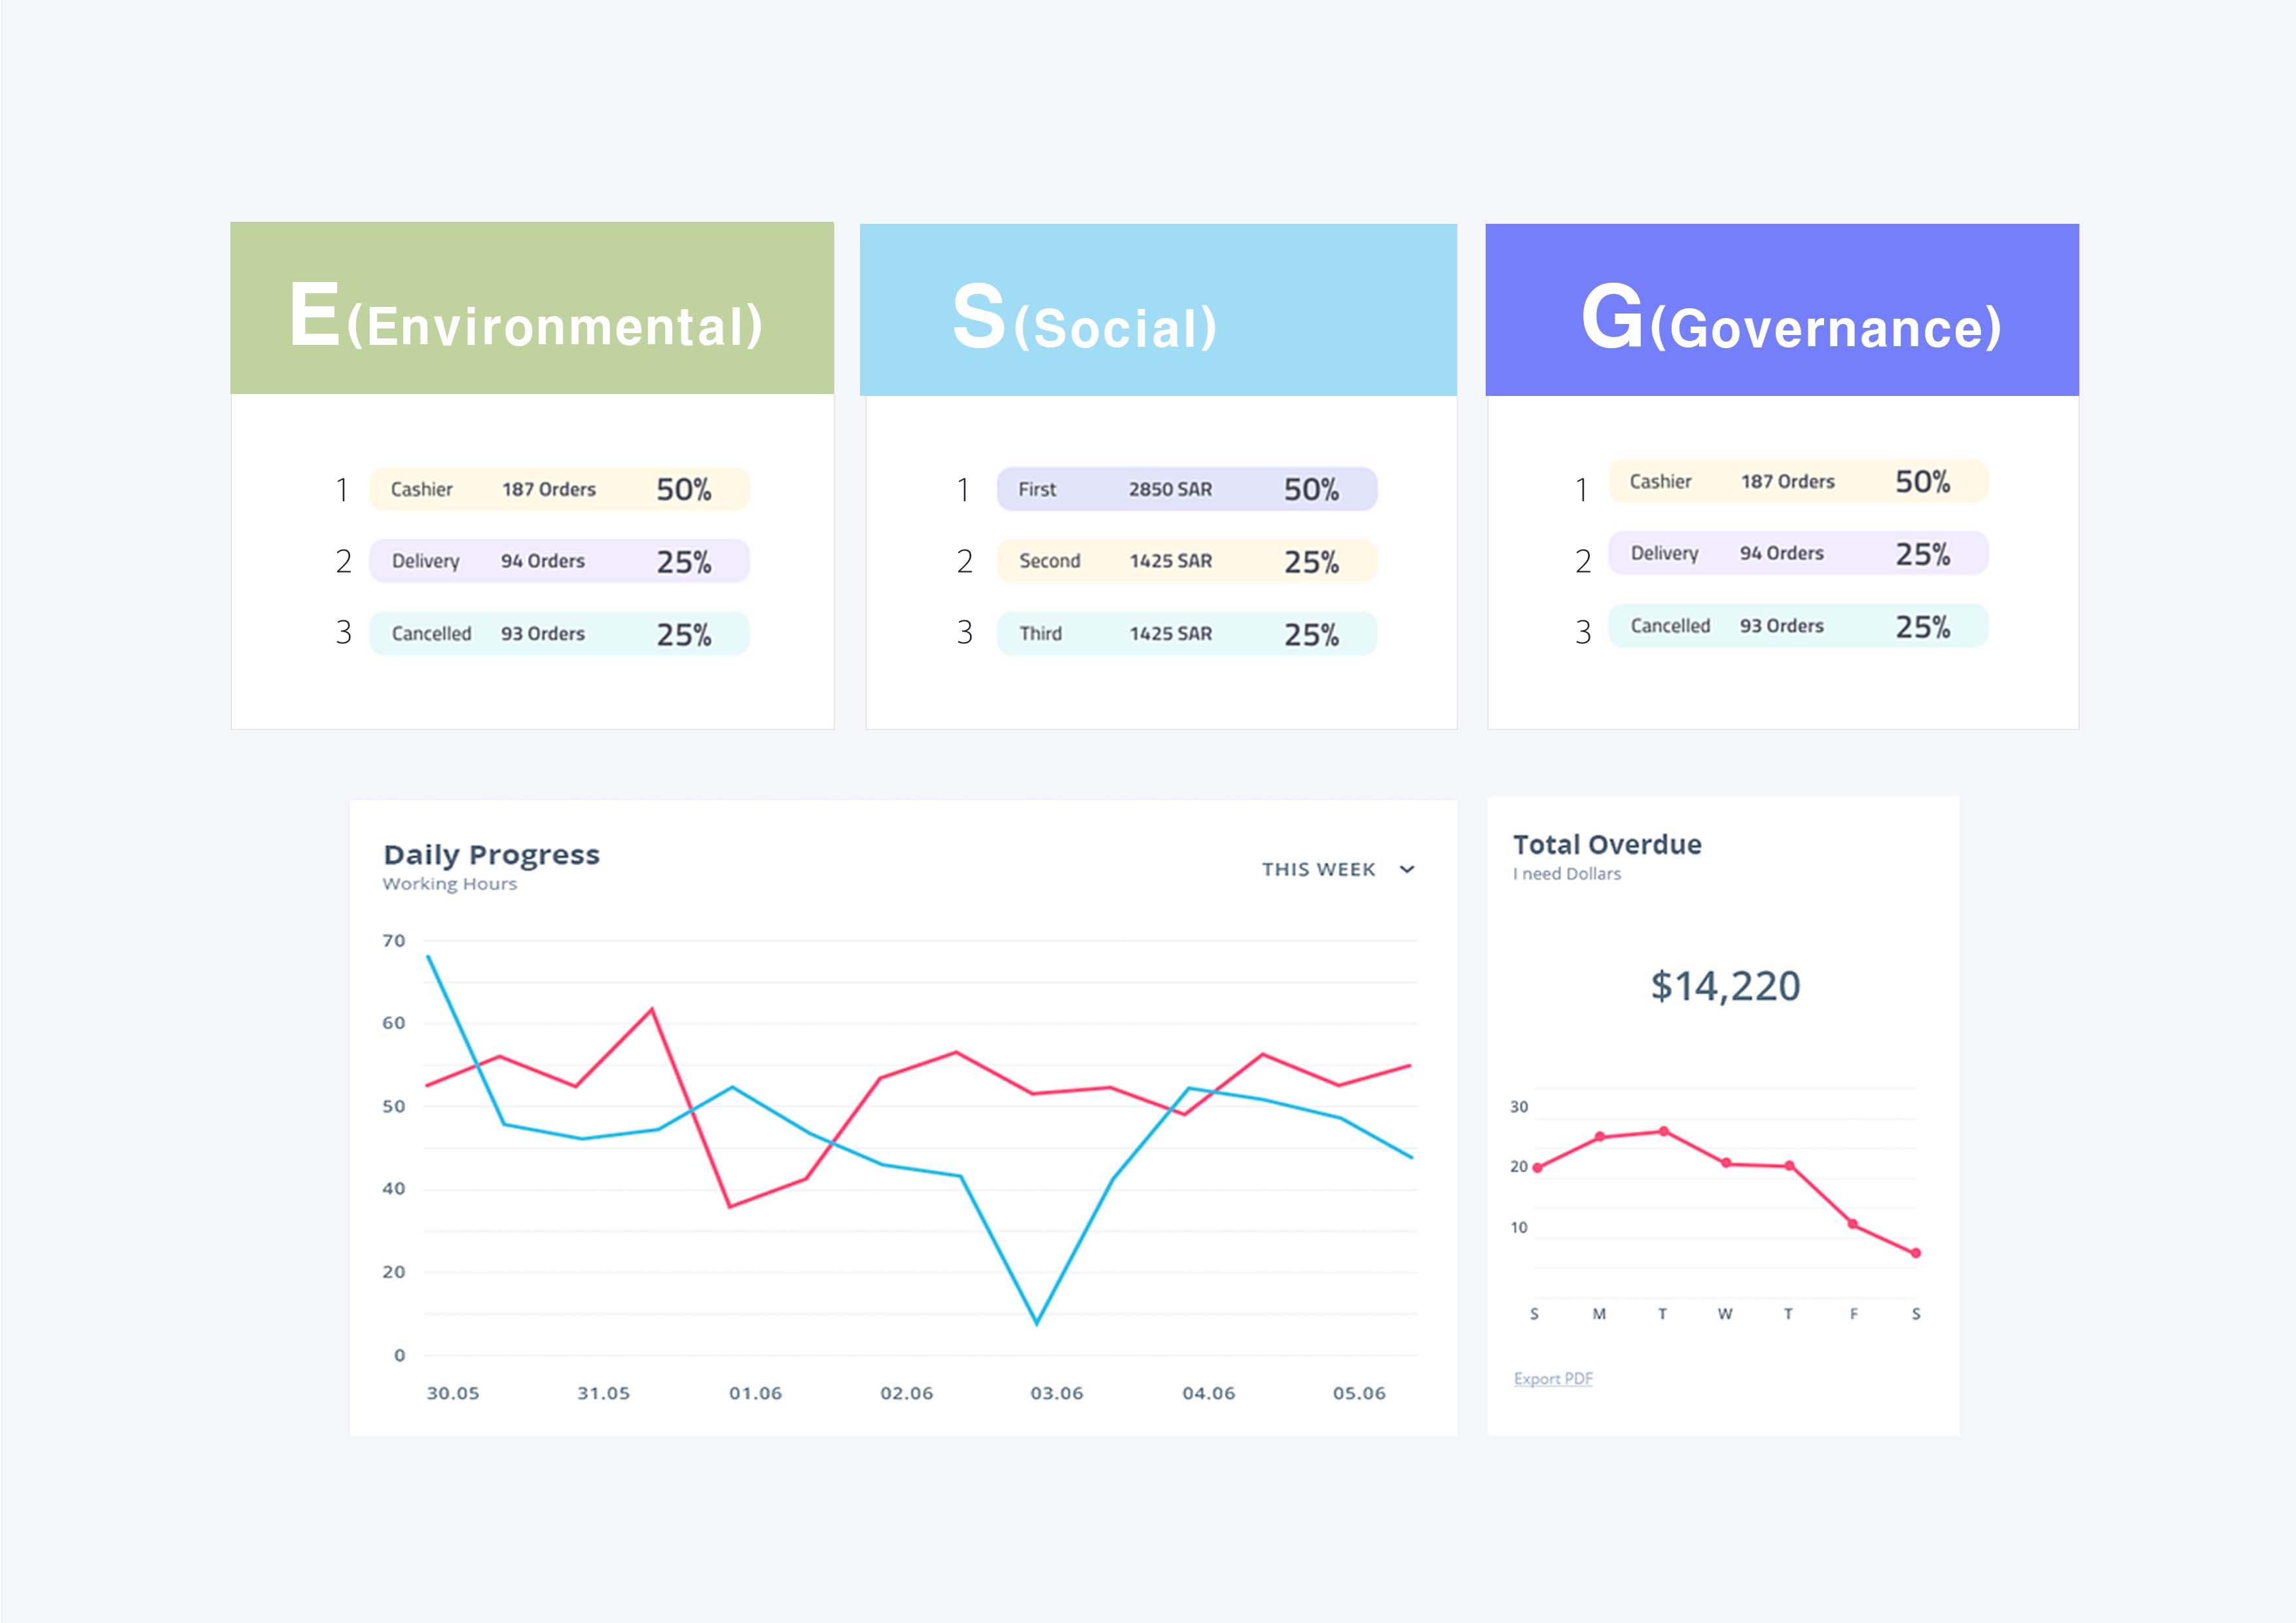 E(Environmental)
1 Cashier 187 Orders 50%
2 Delivery 94 Orders 25%
3 Cancelled 93 Orders 25%
S(Social)
1 First 2850 SAR 50%
2 Second 1425 SAR 25%
3 Third 1425 SAR 25%
G(Governance)
1 Cashier 187 Orders 50%
2 Delivery 94 Orders 25%
3 Cancelled 93 Orders 25%
Daily Progress
Working Hours
THIS WEEK
70
60
50
40
20
0
30.05 31.05 01.06 02.06 03.06 04.06 05.06
Total Overdue
I need Dollars
$14,220
30
20
10
S M T W T F S
Export PDF